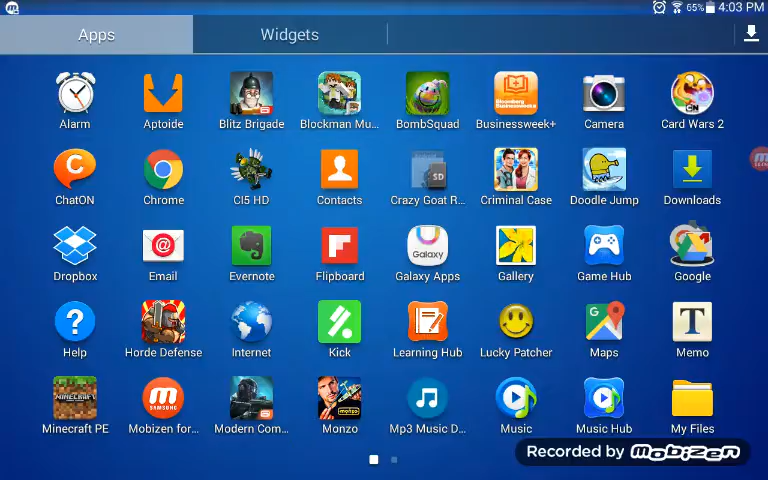 65% 4:03 PM
Apps Widgets
Alarm Aptoide Blitz Brigade Blockman Mu... BombSquad Businessweek+ Camera Card Wars 2
ChatON Chrome CI5 HD Contacts Crazy Goat R... Criminal Case Doodle Jump Downloads
Dropbox Email Evernote Flipboard Galaxy Apps Gallery Game Hub Google
Help Horde Defense Internet Kick Learning Hub Lucky Patcher Maps Memo
Minecraft PE Mobizen for... Modern Com... Monzo Mp3 Music D... Music Music Hub My Files
Recorded by Mobizen